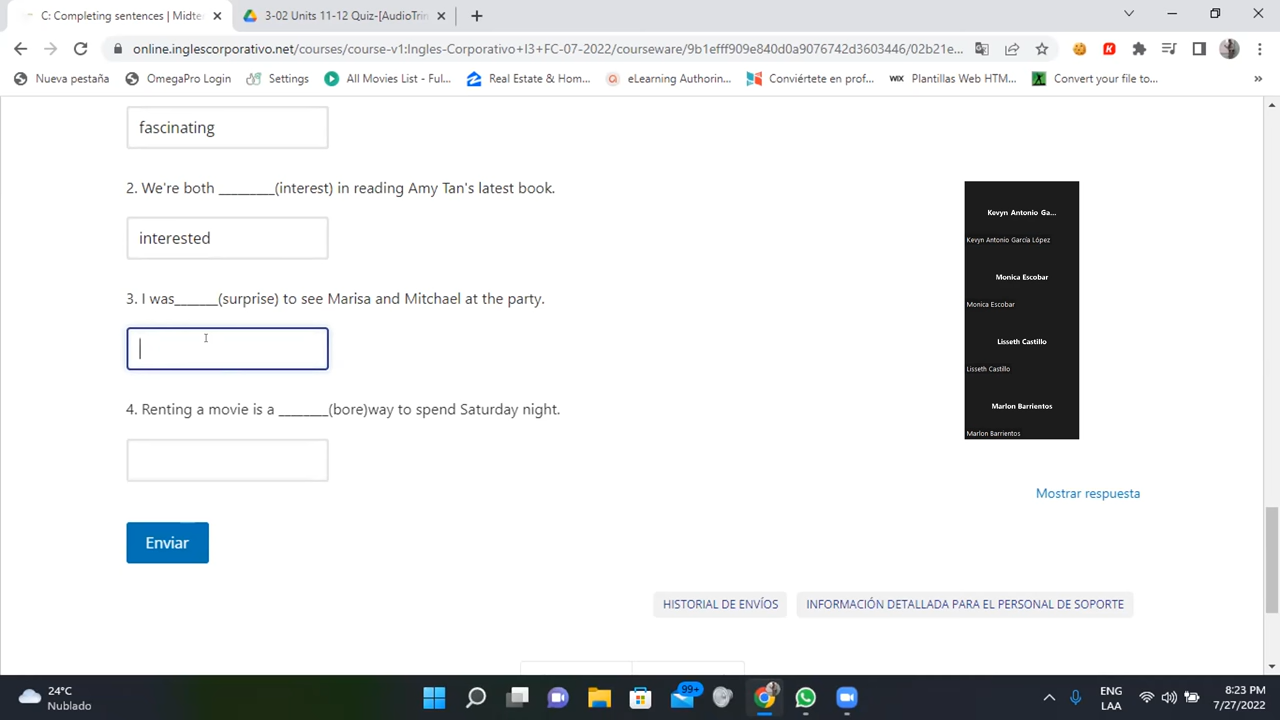 C: Completing sentences | Midte
3-02 Units 11-12 Quiz-[AudioTrin
online.inglescorporativo.net/courses/course-v1:Ingles-Corporativo+I3+FC-07-2022/courseware/9b1efff909e840d0a9076742d3603446/02b21e...
Nueva pestaña
OmegaPro Login
Settings
All Movies List - Ful...
Real Estate & Hom...
eLearning Authorin...
Conviértete en prof...
WIX Plantillas Web HTM...
Convert your file to...
»
fascinating
2. We're both _________(interest) in reading Amy Tan's latest book.
interested
3. I was_______(surprise) to see Marisa and Mitchael at the party.
4. Renting a movie is a ________(bore)way to spend Saturday night.
Kevyn Antonio Ga...
Kevyn Antonio García López
Monica Escobar
Monica Escobar
Lisseth Castillo
Lisseth Castillo
Marlon Barrientos
Marlon Barrientos
Mostrar respuesta
Enviar
HISTORIAL DE ENVÍOS
INFORMACIÓN DETALLADA PARA EL PERSONAL DE SOPORTE
24°C
Nublado
99+
ENG
LAA
8:23 PM
7/27/2022